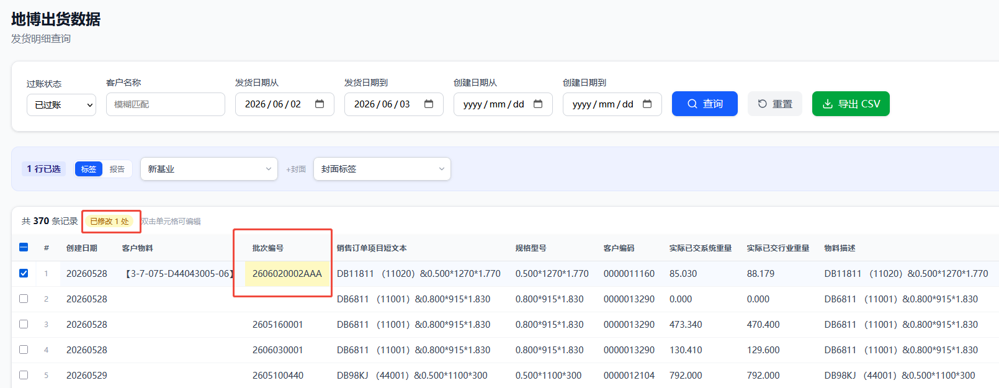 地博出货数据
发货明细查询
过账状态 客户名称 发货日期从 发货日期到 创建日期从 创建日期到
已过账 模糊匹配 2026/06/02 2026/06/03 yyyy/mm/dd yyyy/mm/dd 查询 重置 导出 CSV
1 行已选 标签 报告 新基业 +封面 封面标签
共 370 条记录 已修改 1 处 双击单元格可编辑
# 创建日期 客户物料 批次编号 销售订单项目短文本 规格型号 客户编码 实际已交系统重量 实际已交行业重量 物料描述
1 20260528 【3-7-075-D44043005-06】 2606020002AAA DB11811 （11020）&0.500*1270*1.770 0.500*1270*1.770 0000011160 85.030 88.179 DB11811 （11020）&0.500*1270*1.770
2 20260528 DB6811 （11001）&0.800*915*1.830 0.800*915*1.830 0000013290 0.000 0.000 DB6811 （11001）&0.800*915*1.830
3 20260528 2605160001 DB6811 （11001）&0.800*915*1.830 0.800*915*1.830 0000013290 473.340 470.400 DB6811 （11001）&0.800*915*1.830
4 20260528 2606030001 DB6811 （11001）&0.800*915*1.830 0.800*915*1.830 0000013290 130.410 129.600 DB6811 （11001）&0.800*915*1.830
5 20260529 2605100440 DB98KJ （44001）&0.500*1100*300 0.500*1100*300 0000012104 792.000 792.000 DB98KJ （44001）&0.500*1100*300